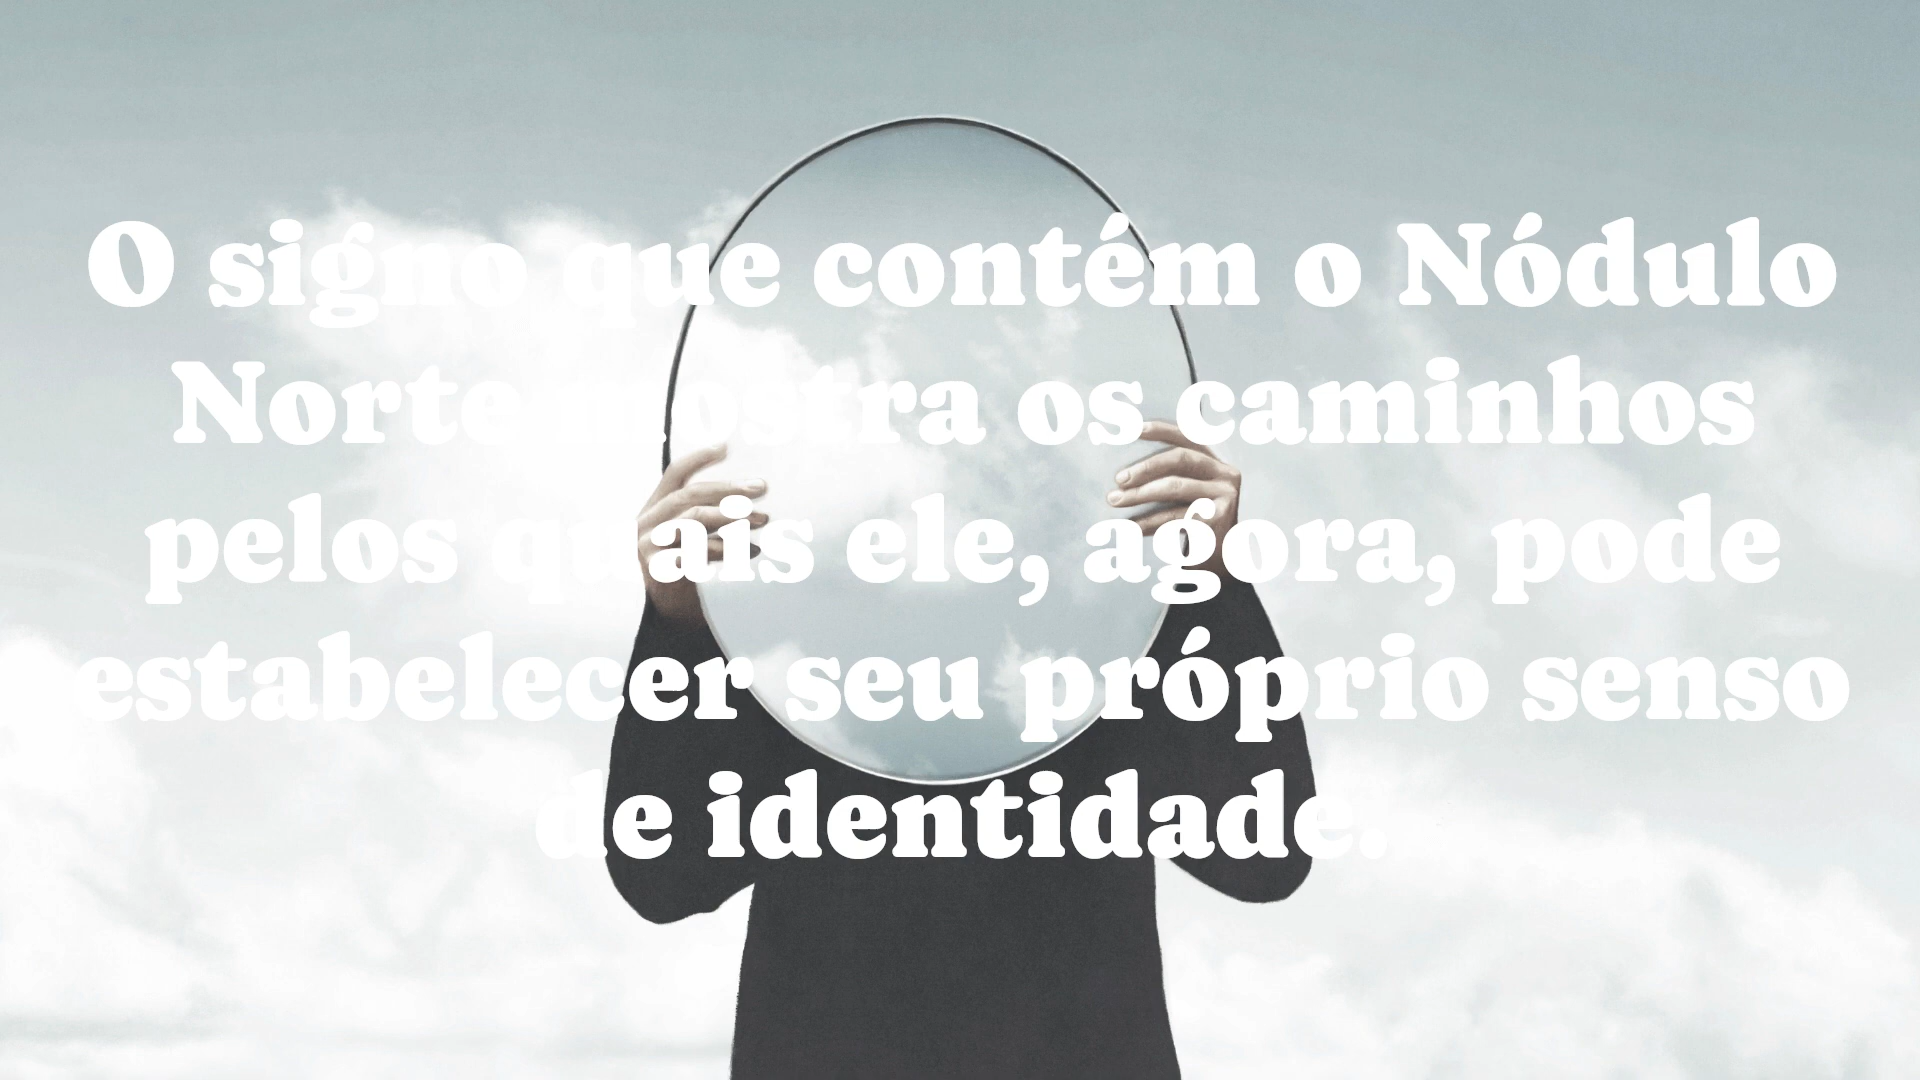 O signo que contém o Nódulo
Norte mostra os caminhos
pelos quais ele, agora, pode
estabelecer seu próprio senso
de identidade.